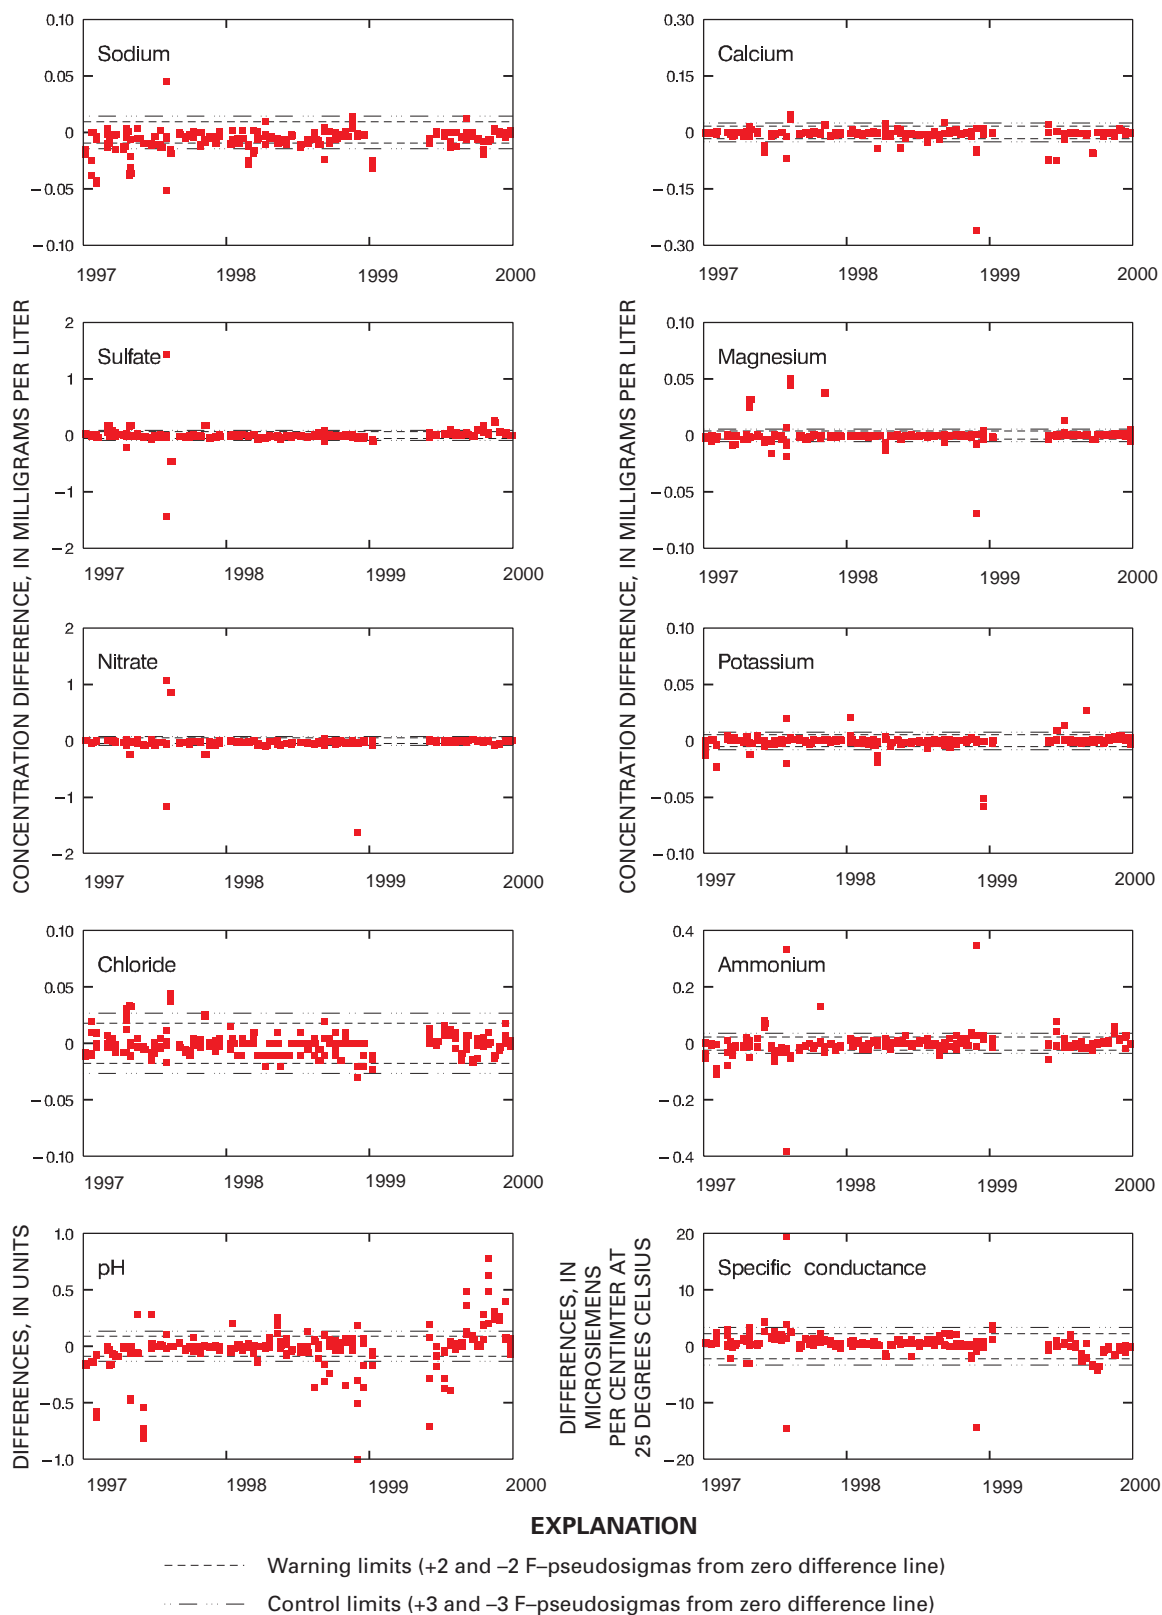 CONCENTRATION DIFFERENCE, IN MILLIGRAMS PER LITER
Sodium
0.10
0.05
0
−0.05
−0.10
1997 1998 1999 2000
Sulfate
2
1
0
−1
−2
1997 1998 1999 2000
Nitrate
2
1
0
−1
−2
1997 1998 1999 2000
Chloride
0.10
0.05
0
−0.05
−0.10
1997 1998 1999 2000
DIFFERENCES, IN UNITS
pH
1.0
0.5
0
−0.5
−1.0
1997 1998 1999 2000
CONCENTRATION DIFFERENCE, IN MILLIGRAMS PER LITER
Calcium
0.30
0.15
0
−0.15
−0.30
1997 1998 1999 2000
Magnesium
0.10
0.05
0
−0.05
−0.10
1997 1998 1999 2000
Potassium
0.10
0.05
0
−0.05
−0.10
1997 1998 1999 2000
Ammonium
0.4
0.2
0
−0.2
−0.4
1997 1998 1999 2000
DIFFERENCES, IN
MICROSIEMENS
PER CENTIMTER AT
25 DEGREES CELSIUS
Specific conductance
20
10
0
−10
−20
1997 1998 1999 2000
EXPLANATION
Warning limits (+2 and −2 F−pseudosigmas from zero difference line)
Control limits (+3 and −3 F−pseudosigmas from zero difference line)